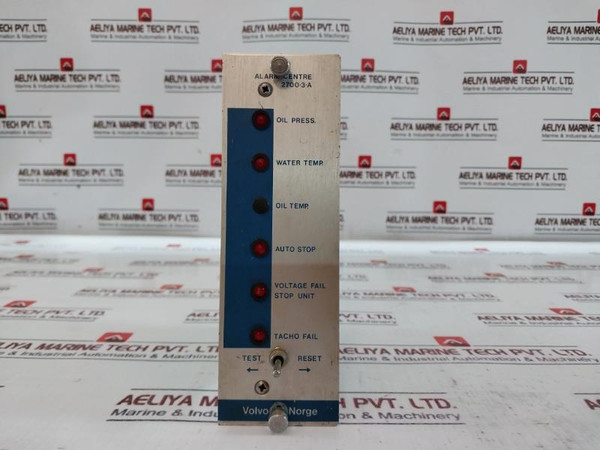 ALARM CENTRE
2700-3-A
OIL PRESS.
WATER TEMP.
OIL TEMP
AUTO STOP
VOLTAGE FAIL
STOP UNIT
TACHO FAIL
TEST RESET
Volvo Norge
AELIYA MARINE TECH PVT. LTD.
Marine & Industrial Automation & Machinery